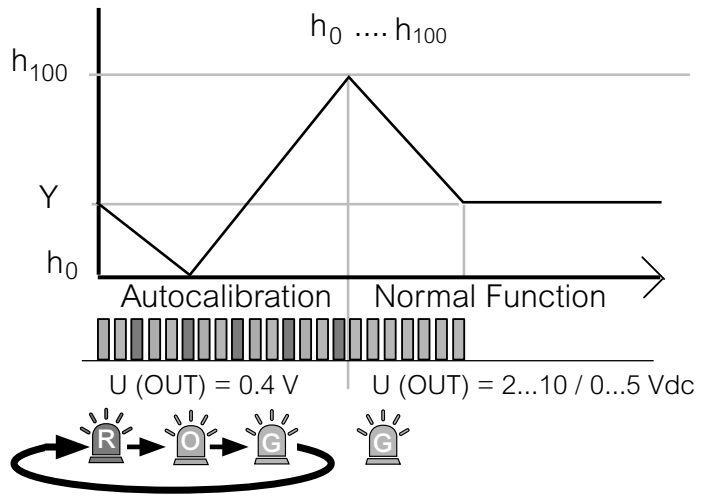 h0 .... h100
h100
Y
h0
Autocalibration Normal Function
U (OUT) = 0.4 V U (OUT) = 2...10 / 0...5 Vdc
R O G G